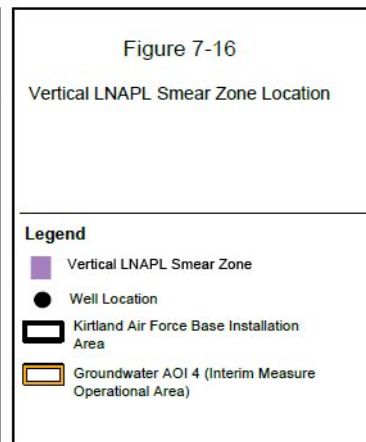 Figure 7-16
Vertical LNAPL Smear Zone Location
Legend
Vertical LNAPL Smear Zone
Well Location
Kirtland Air Force Base Installation
Area
Groundwater AOI 4 (Interim Measure
Operational Area)